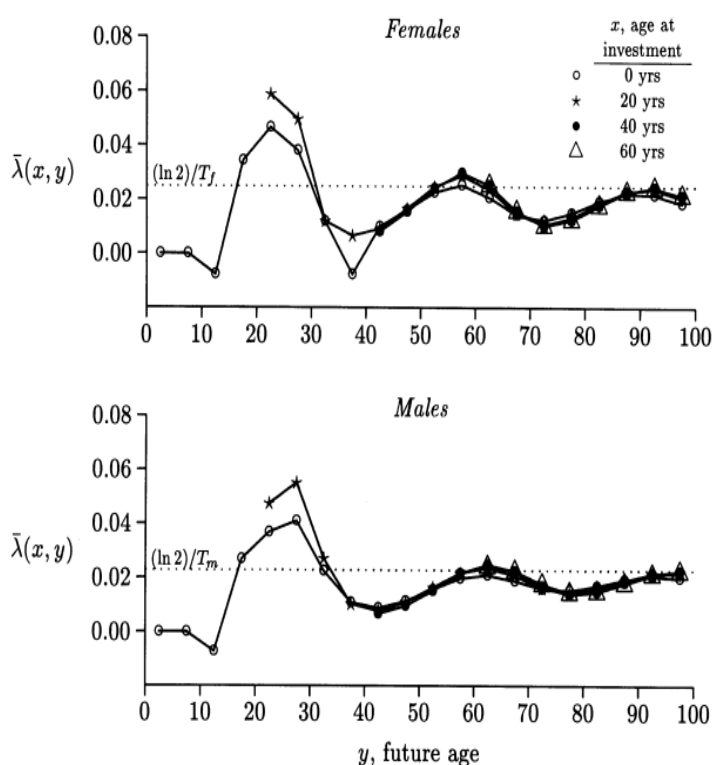 Females
x, age at
investment
0 yrs
20 yrs
40 yrs
60 yrs
0.08
0.06
0.04
0.02
0.00
λ̄(x, y)
(ln 2)/T_f
0 10 20 30 40 50 60 70 80 90 100
Males
0.08
0.06
0.04
0.02
0.00
λ̄(x, y)
(ln 2)/T_m
0 10 20 30 40 50 60 70 80 90 100
y, future age